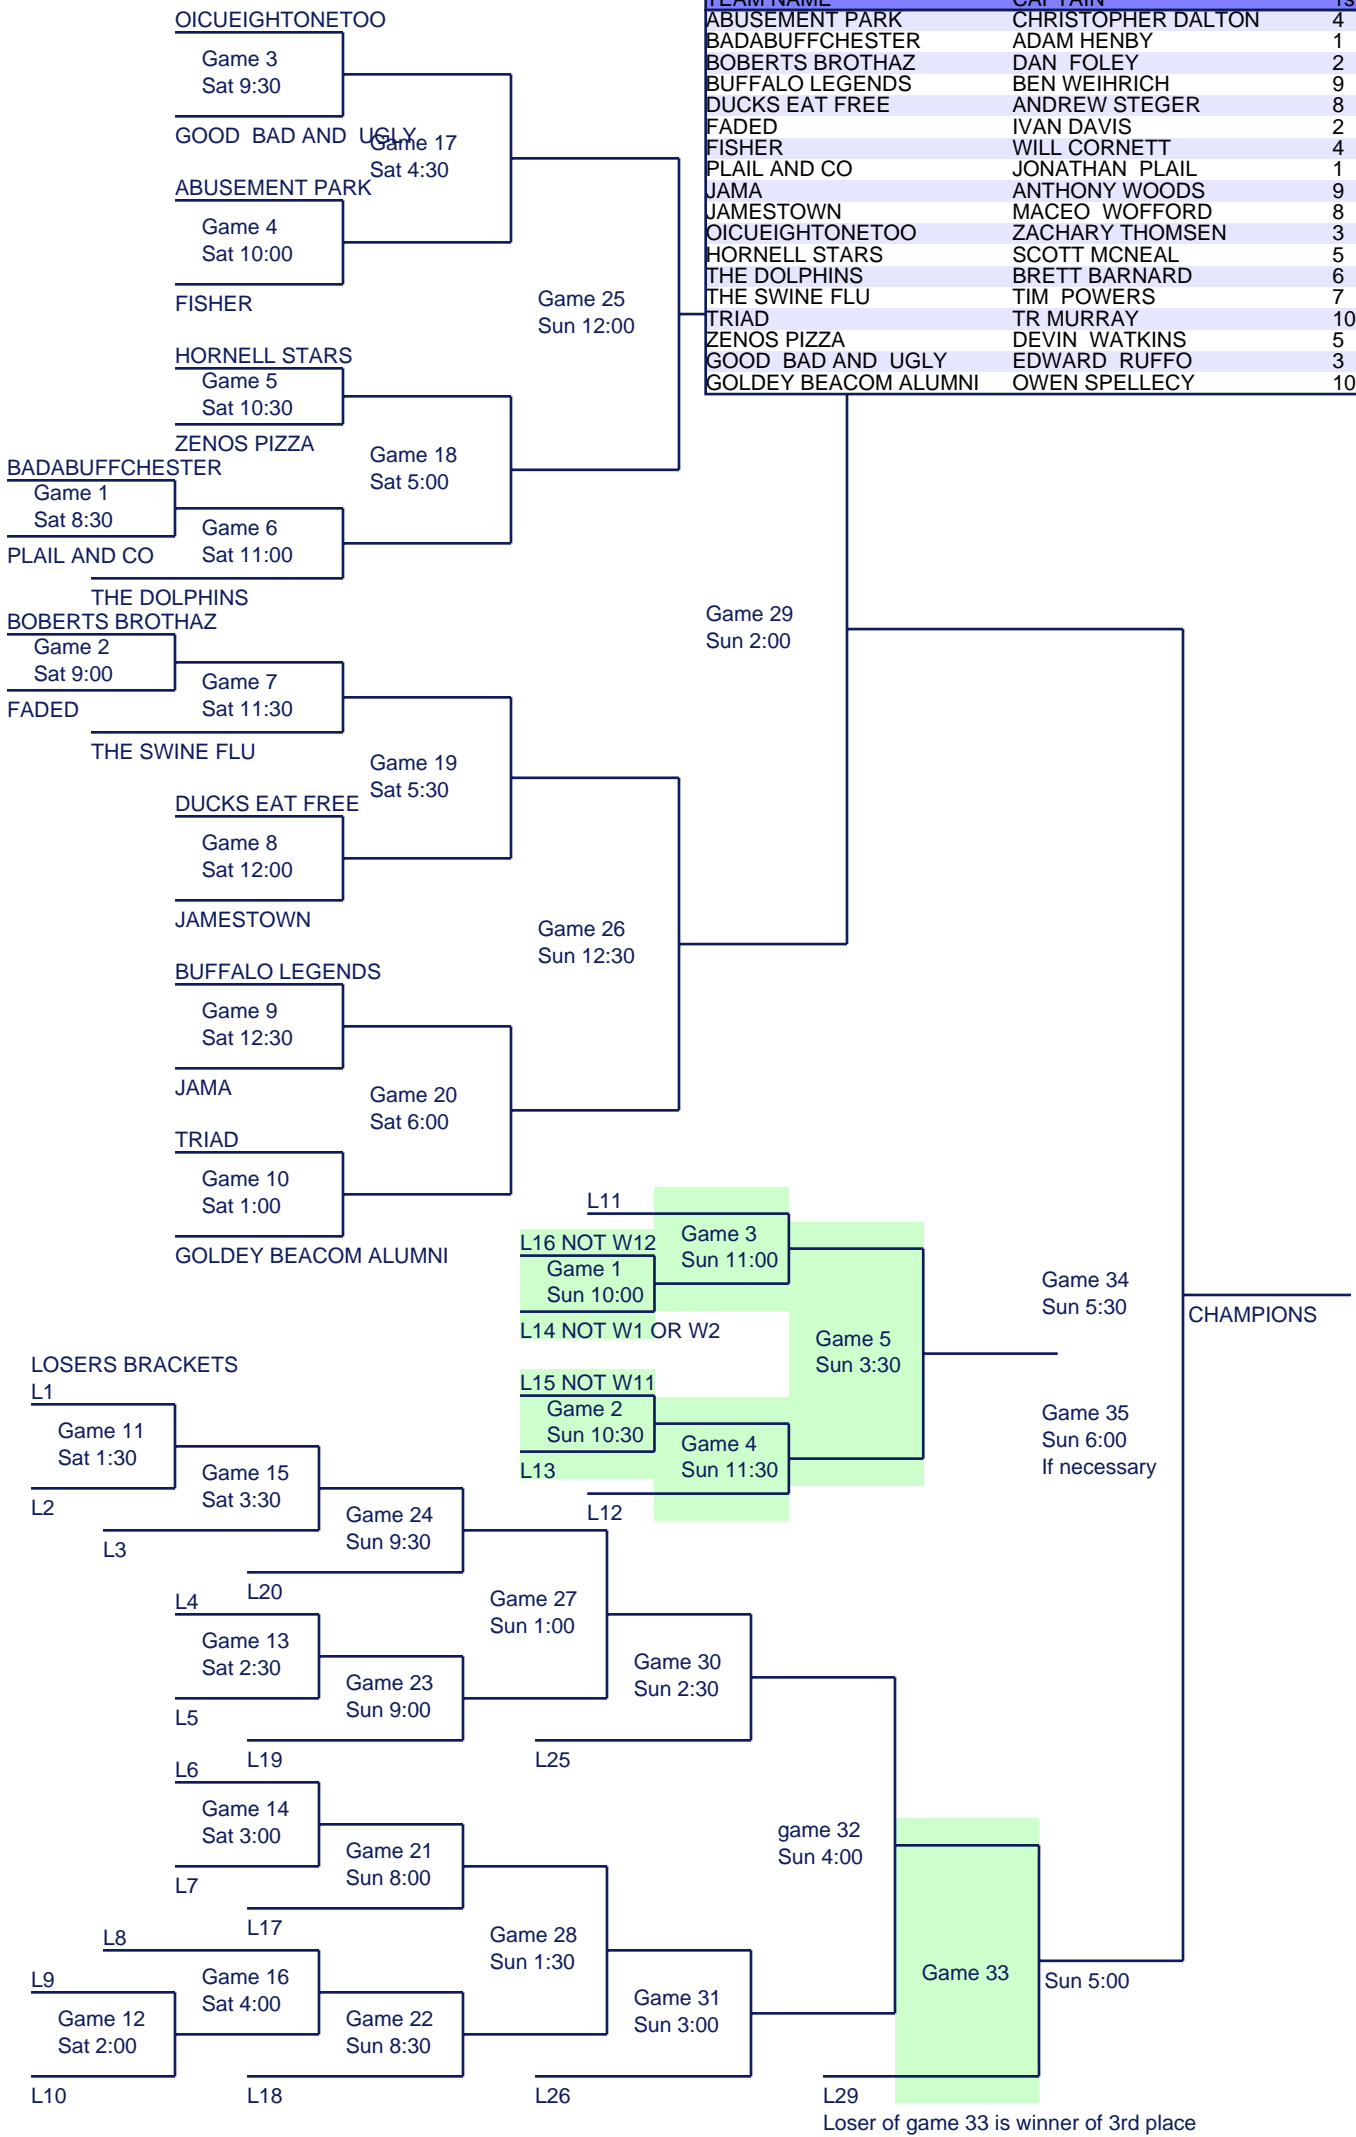 TEAM NAME CAPTAIN
ABUSEMENT PARK CHRISTOPHER DALTON 4
BADABUFFCHESTER ADAM HENBY 1
BOBERTS BROTHAZ DAN FOLEY 2
BUFFALO LEGENDS BEN WEIHRICH 9
DUCKS EAT FREE ANDREW STEGER 8
FADED IVAN DAVIS 2
FISHER WILL CORNETT 4
PLAIL AND CO JONATHAN PLAIL 1
JAMA ANTHONY WOODS 9
JAMESTOWN MACEO WOFFORD 8
OICUEIGHTONETOO ZACHARY THOMSEN 3
HORNELL STARS SCOTT MCNEAL 5
THE DOLPHINS BRETT BARNARD 6
THE SWINE FLU TIM POWERS 7
TRIAD TR MURRAY 10
ZENOS PIZZA DEVIN WATKINS 5
GOOD BAD AND UGLY EDWARD RUFFO 3
GOLDEY BEACOM ALUMNI OWEN SPELLECY 10
OICUEIGHTONETOO
Game 3
Sat 9:30
GOOD BAD AND UGLY
Game 17
Sat 4:30
ABUSEMENT PARK
Game 4
Sat 10:00
FISHER
Game 25
Sun 12:00
HORNELL STARS
Game 5
Sat 10:30
ZENOS PIZZA
Game 18
Sat 5:00
BADABUFFCHESTER
Game 1
Sat 8:30
PLAIL AND CO
Game 6
Sat 11:00
THE DOLPHINS
BOBERTS BROTHAZ
Game 2
Sat 9:00
FADED
Game 7
Sat 11:30
THE SWINE FLU
Game 29
Sun 2:00
Game 19
Sat 5:30
DUCKS EAT FREE
Game 8
Sat 12:00
JAMESTOWN
Game 26
Sun 12:30
BUFFALO LEGENDS
Game 9
Sat 12:30
JAMA
Game 20
Sat 6:00
TRIAD
Game 10
Sat 1:00
GOLDEY BEACOM ALUMNI
L11
L16 NOT W12
Game 1
Sun 10:00
L14 NOT W1 OR W2
Game 3
Sun 11:00
Game 5
Sun 3:30
L15 NOT W11
Game 2
Sun 10:30
L13
Game 4
Sun 11:30
L12
Game 34
Sun 5:30
CHAMPIONS
Game 35
Sun 6:00
If necessary
LOSERS BRACKETS
L1
Game 11
Sat 1:30
L2
Game 15
Sat 3:30
L3
Game 24
Sun 9:30
L20
L4
Game 13
Sat 2:30
L5
Game 23
Sun 9:00
L19
Game 27
Sun 1:00
Game 30
Sun 2:30
L25
L6
Game 14
Sat 3:00
L7
Game 21
Sun 8:00
L17
L8
L9
Game 12
Sat 2:00
L10
Game 16
Sat 4:00
Game 22
Sun 8:30
L18
Game 28
Sun 1:30
Game 31
Sun 3:00
L26
game 32
Sun 4:00
Game 33
Sun 5:00
L29
Loser of game 33 is winner of 3rd place